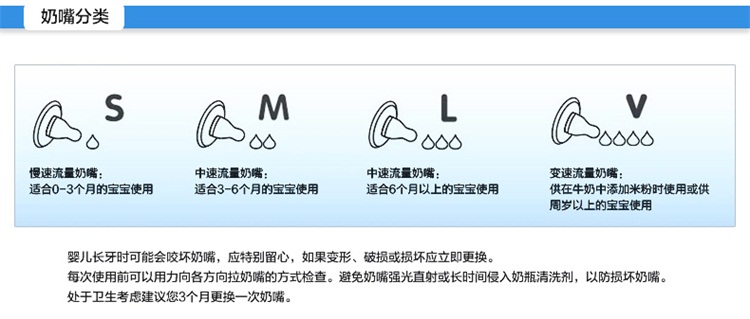 奶嘴分类
S
M
L
V
慢速流量奶嘴：
适合0-3个月的宝宝使用
中速流量奶嘴：
适合3-6个月的宝宝使用
中速流量奶嘴：
适合6个月以上的宝宝使用
变速流量奶嘴：
供在牛奶中添加米粉时使用或供
周岁以上的宝宝使用
婴儿长牙时可能会咬坏奶嘴，应特别留心，如果变形、破损或损坏应立即更换。
每次使用前可以用力向各方向拉奶嘴的方式检查。避免奶嘴强光直射或长时间侵入奶瓶清洗剂，以防损坏奶嘴。
处于卫生考虑建议您3个月更换一次奶嘴。